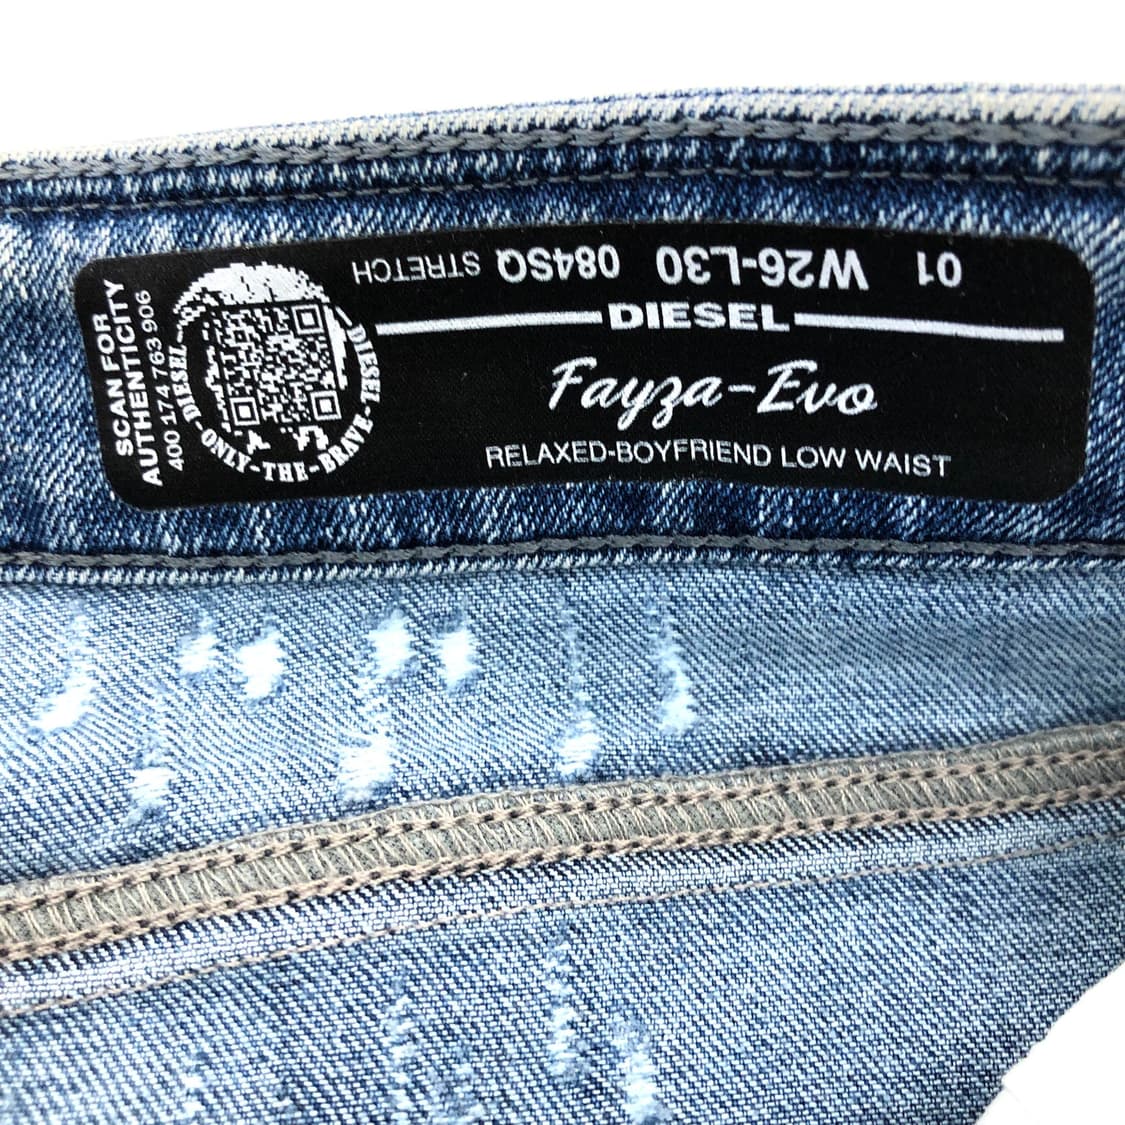 01 W26-L30 084SQ STRETCH
DIESEL
Fayza-Evo
RELAXED-BOYFRIEND LOW WAIST
SCAN FOR
AUTHENTICITY
400 174 763 906
DIESEL-ONLY-THE-BRAVE-DIESEL